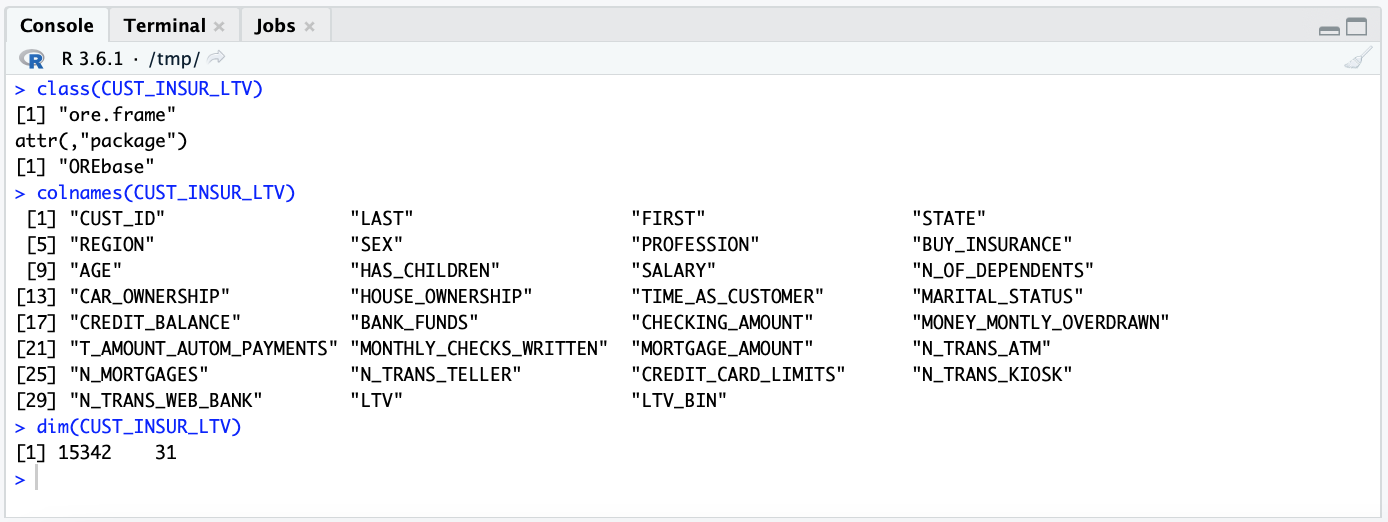 Console Terminal × Jobs ×
R R 3.6.1 · /tmp/
> class(CUST_INSUR_LTV)
[1] "ore.frame"
attr(,"package")
[1] "OREbase"
> colnames(CUST_INSUR_LTV)
 [1] "CUST_ID"                 "LAST"                    "FIRST"                   "STATE"
 [5] "REGION"                  "SEX"                     "PROFESSION"              "BUY_INSURANCE"
 [9] "AGE"                     "HAS_CHILDREN"            "SALARY"                  "N_OF_DEPENDENTS"
[13] "CAR_OWNERSHIP"           "HOUSE_OWNERSHIP"         "TIME_AS_CUSTOMER"        "MARITAL_STATUS"
[17] "CREDIT_BALANCE"          "BANK_FUNDS"              "CHECKING_AMOUNT"         "MONEY_MONTLY_OVERDRAWN"
[21] "T_AMOUNT_AUTOM_PAYMENTS" "MONTHLY_CHECKS_WRITTEN"  "MORTGAGE_AMOUNT"         "N_TRANS_ATM"
[25] "N_MORTGAGES"             "N_TRANS_TELLER"          "CREDIT_CARD_LIMITS"      "N_TRANS_KIOSK"
[29] "N_TRANS_WEB_BANK"        "LTV"                     "LTV_BIN"
> dim(CUST_INSUR_LTV)
[1] 15342    31
>